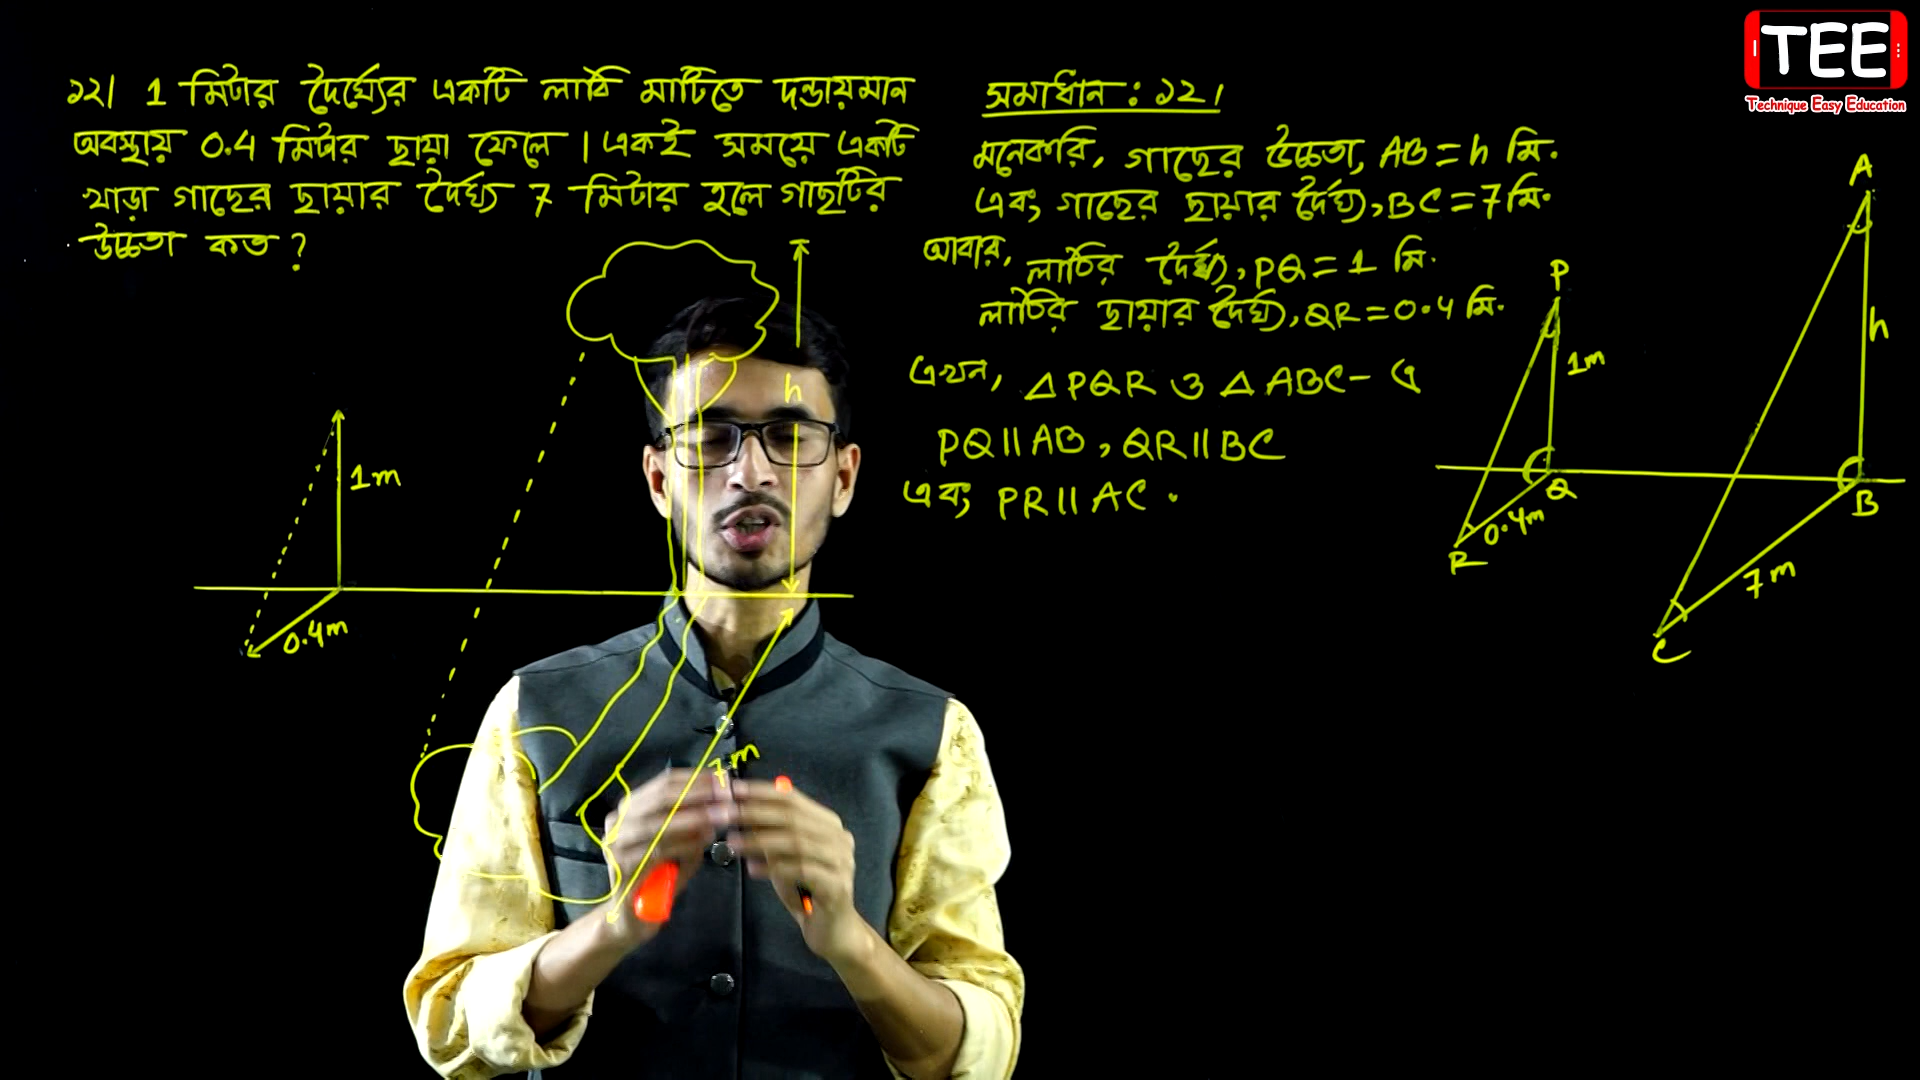 ১২। 1 মিটার দৈর্ঘ্যের একটি লাঠি মাটিতে দন্ডায়মান
অবস্থায় 0.4 মিটার ছায়া ফেলে। একই সময়ে একটি
খাড়া গাছের ছায়ার দৈর্ঘ্য 7 মিটার হলে গাছটির
উচ্চতা কত?
1m
0.4m
h
7m
সমাধান: ১২।
মনেকরি, গাছের উচ্চতা, AB = h মি.
এবং গাছের ছায়ার দৈর্ঘ্য, BC = 7 মি.
আবার, লাঠির দৈর্ঘ্য, PQ = 1 মি.
লাঠির ছায়ার দৈর্ঘ্য, QR = 0.4 মি.
এখন, △PQR ও △ABC - এ
PQ || AB, QR || BC
এবং PR || AC.
P
1m
Q
0.4m
R
A
h
B
7m
C
TEE
Technique Easy Education